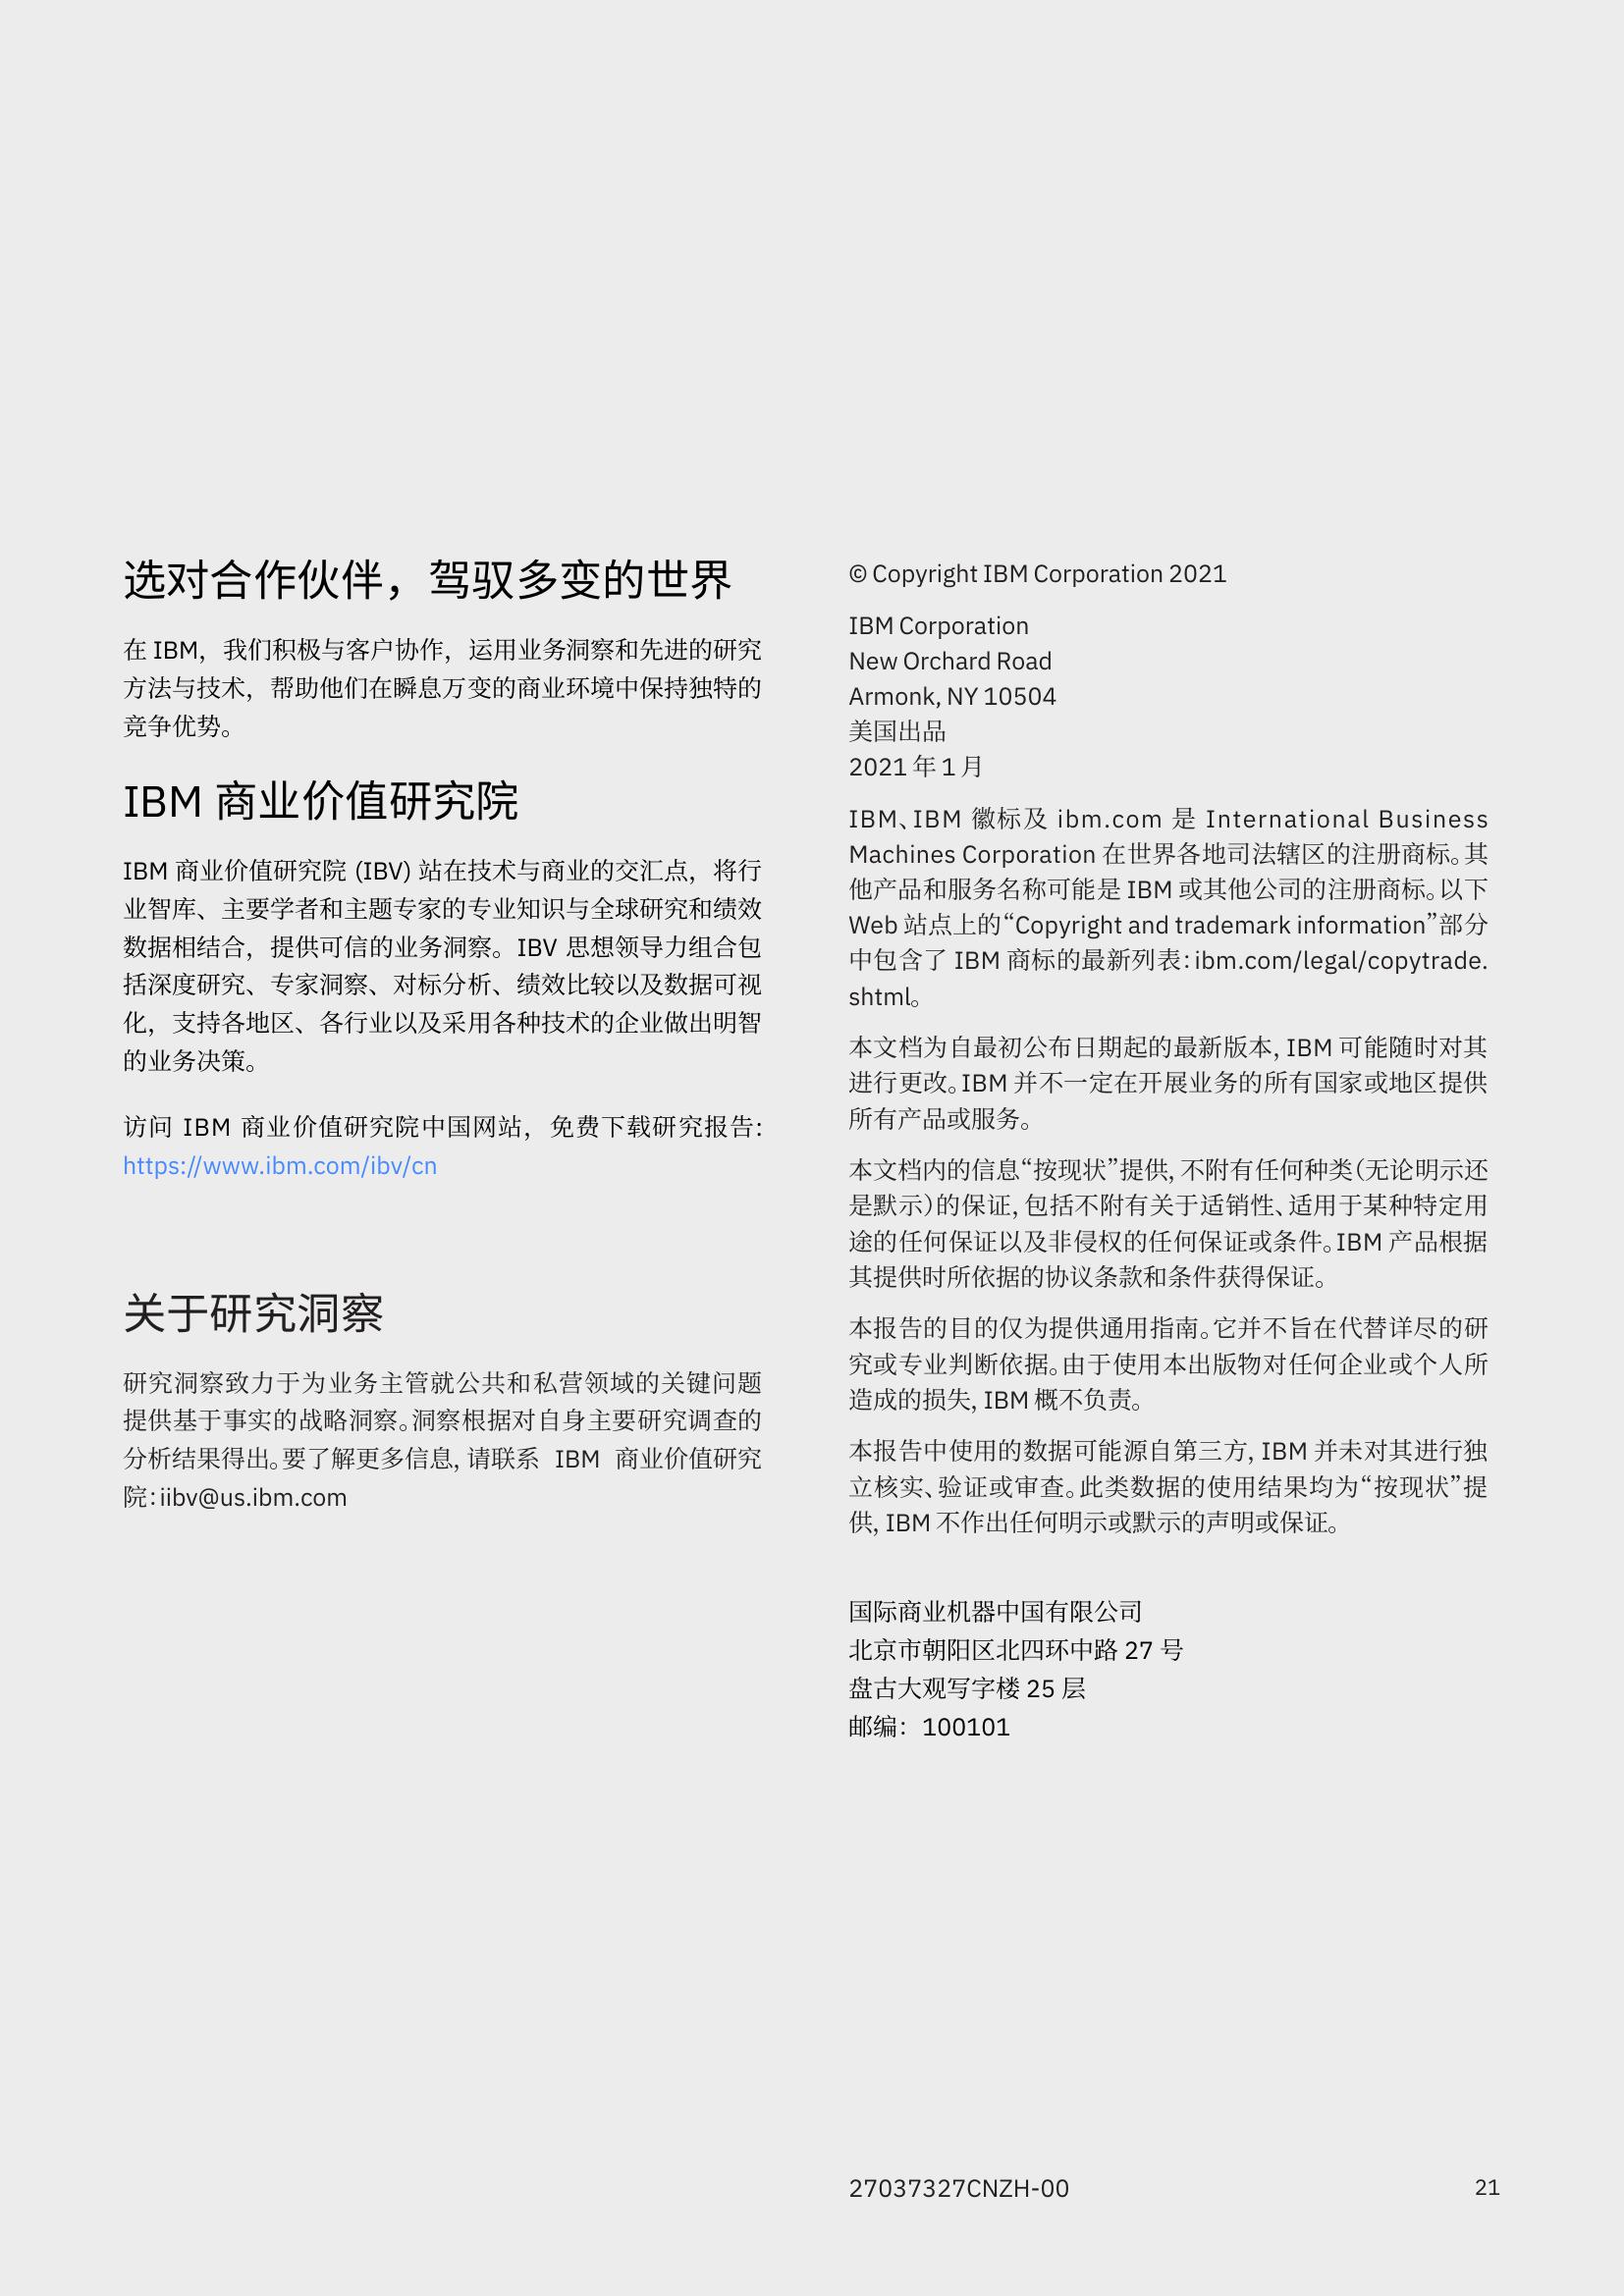 选对合作伙伴，驾驭多变的世界
在 IBM，我们积极与客户协作，运用业务洞察和先进的研究
方法与技术，帮助他们在瞬息万变的商业环境中保持独特的
竞争优势。
IBM 商业价值研究院
IBM 商业价值研究院 (IBV) 站在技术与商业的交汇点，将行
业智库、主要学者和主题专家的专业知识与全球研究和绩效
数据相结合，提供可信的业务洞察。IBV 思想领导力组合包
括深度研究、专家洞察、对标分析、绩效比较以及数据可视
化，支持各地区、各行业以及采用各种技术的企业做出明智
的业务决策。
访问 IBM 商业价值研究院中国网站，免费下载研究报告：
https://www.ibm.com/ibv/cn
关于研究洞察
研究洞察致力于为业务主管就公共和私营领域的关键问题
提供基于事实的战略洞察。洞察根据对自身主要研究调查的
分析结果得出。要了解更多信息，请联系 IBM 商业价值研究
院：iibv@us.ibm.com
© Copyright IBM Corporation 2021
IBM Corporation
New Orchard Road
Armonk, NY 10504
美国出品
2021 年 1 月
IBM、IBM 徽标及 ibm.com 是 International Business
Machines Corporation 在世界各地司法辖区的注册商标。其
他产品和服务名称可能是 IBM 或其他公司的注册商标。以下
Web 站点上的“Copyright and trademark information”部分
中包含了 IBM 商标的最新列表：ibm.com/legal/copytrade.
shtml。
本文档为自最初公布日期起的最新版本，IBM 可能随时对其
进行更改。IBM 并不一定在开展业务的所有国家或地区提供
所有产品或服务。
本文档内的信息“按现状”提供，不附有任何种类（无论明示还
是默示）的保证，包括不附有关于适销性、适用于某种特定用
途的任何保证以及非侵权的任何保证或条件。IBM 产品根据
其提供时所依据的协议条款和条件获得保证。
本报告的目的仅为提供通用指南。它并不旨在代替详尽的研
究或专业判断依据。由于使用本出版物对任何企业或个人所
造成的损失，IBM 概不负责。
本报告中使用的数据可能源自第三方，IBM 并未对其进行独
立核实、验证或审查。此类数据的使用结果均为“按现状”提
供，IBM 不作出任何明示或默示的声明或保证。
国际商业机器中国有限公司
北京市朝阳区北四环中路 27 号
盘古大观写字楼 25 层
邮编：100101
27037327CNZH-00
21